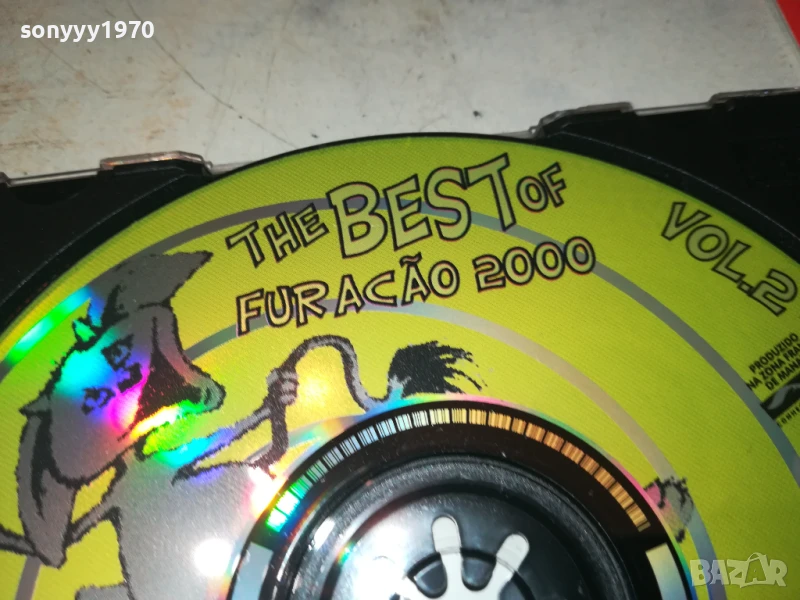 sonyyy1970
THE BEST OF
FURACÃO 2000
VOL.2
PRODUZIDO
NA ZONA FRA
DE MAN
BAZAR